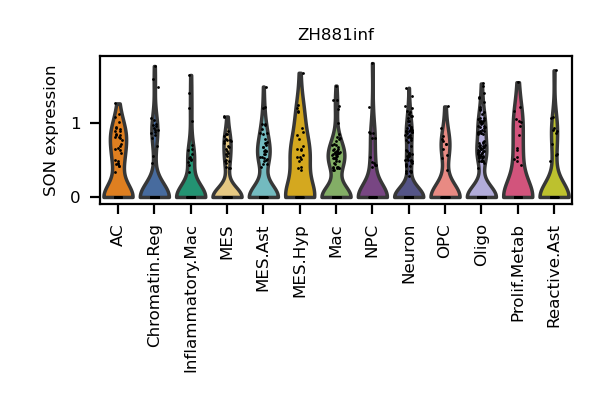 ZH881inf
SON expression
1
0
AC
Chromatin.Reg
Inflammatory.Mac
MES
MES.Ast
MES.Hyp
Mac
NPC
Neuron
OPC
Oligo
Prolif.Metab
Reactive.Ast